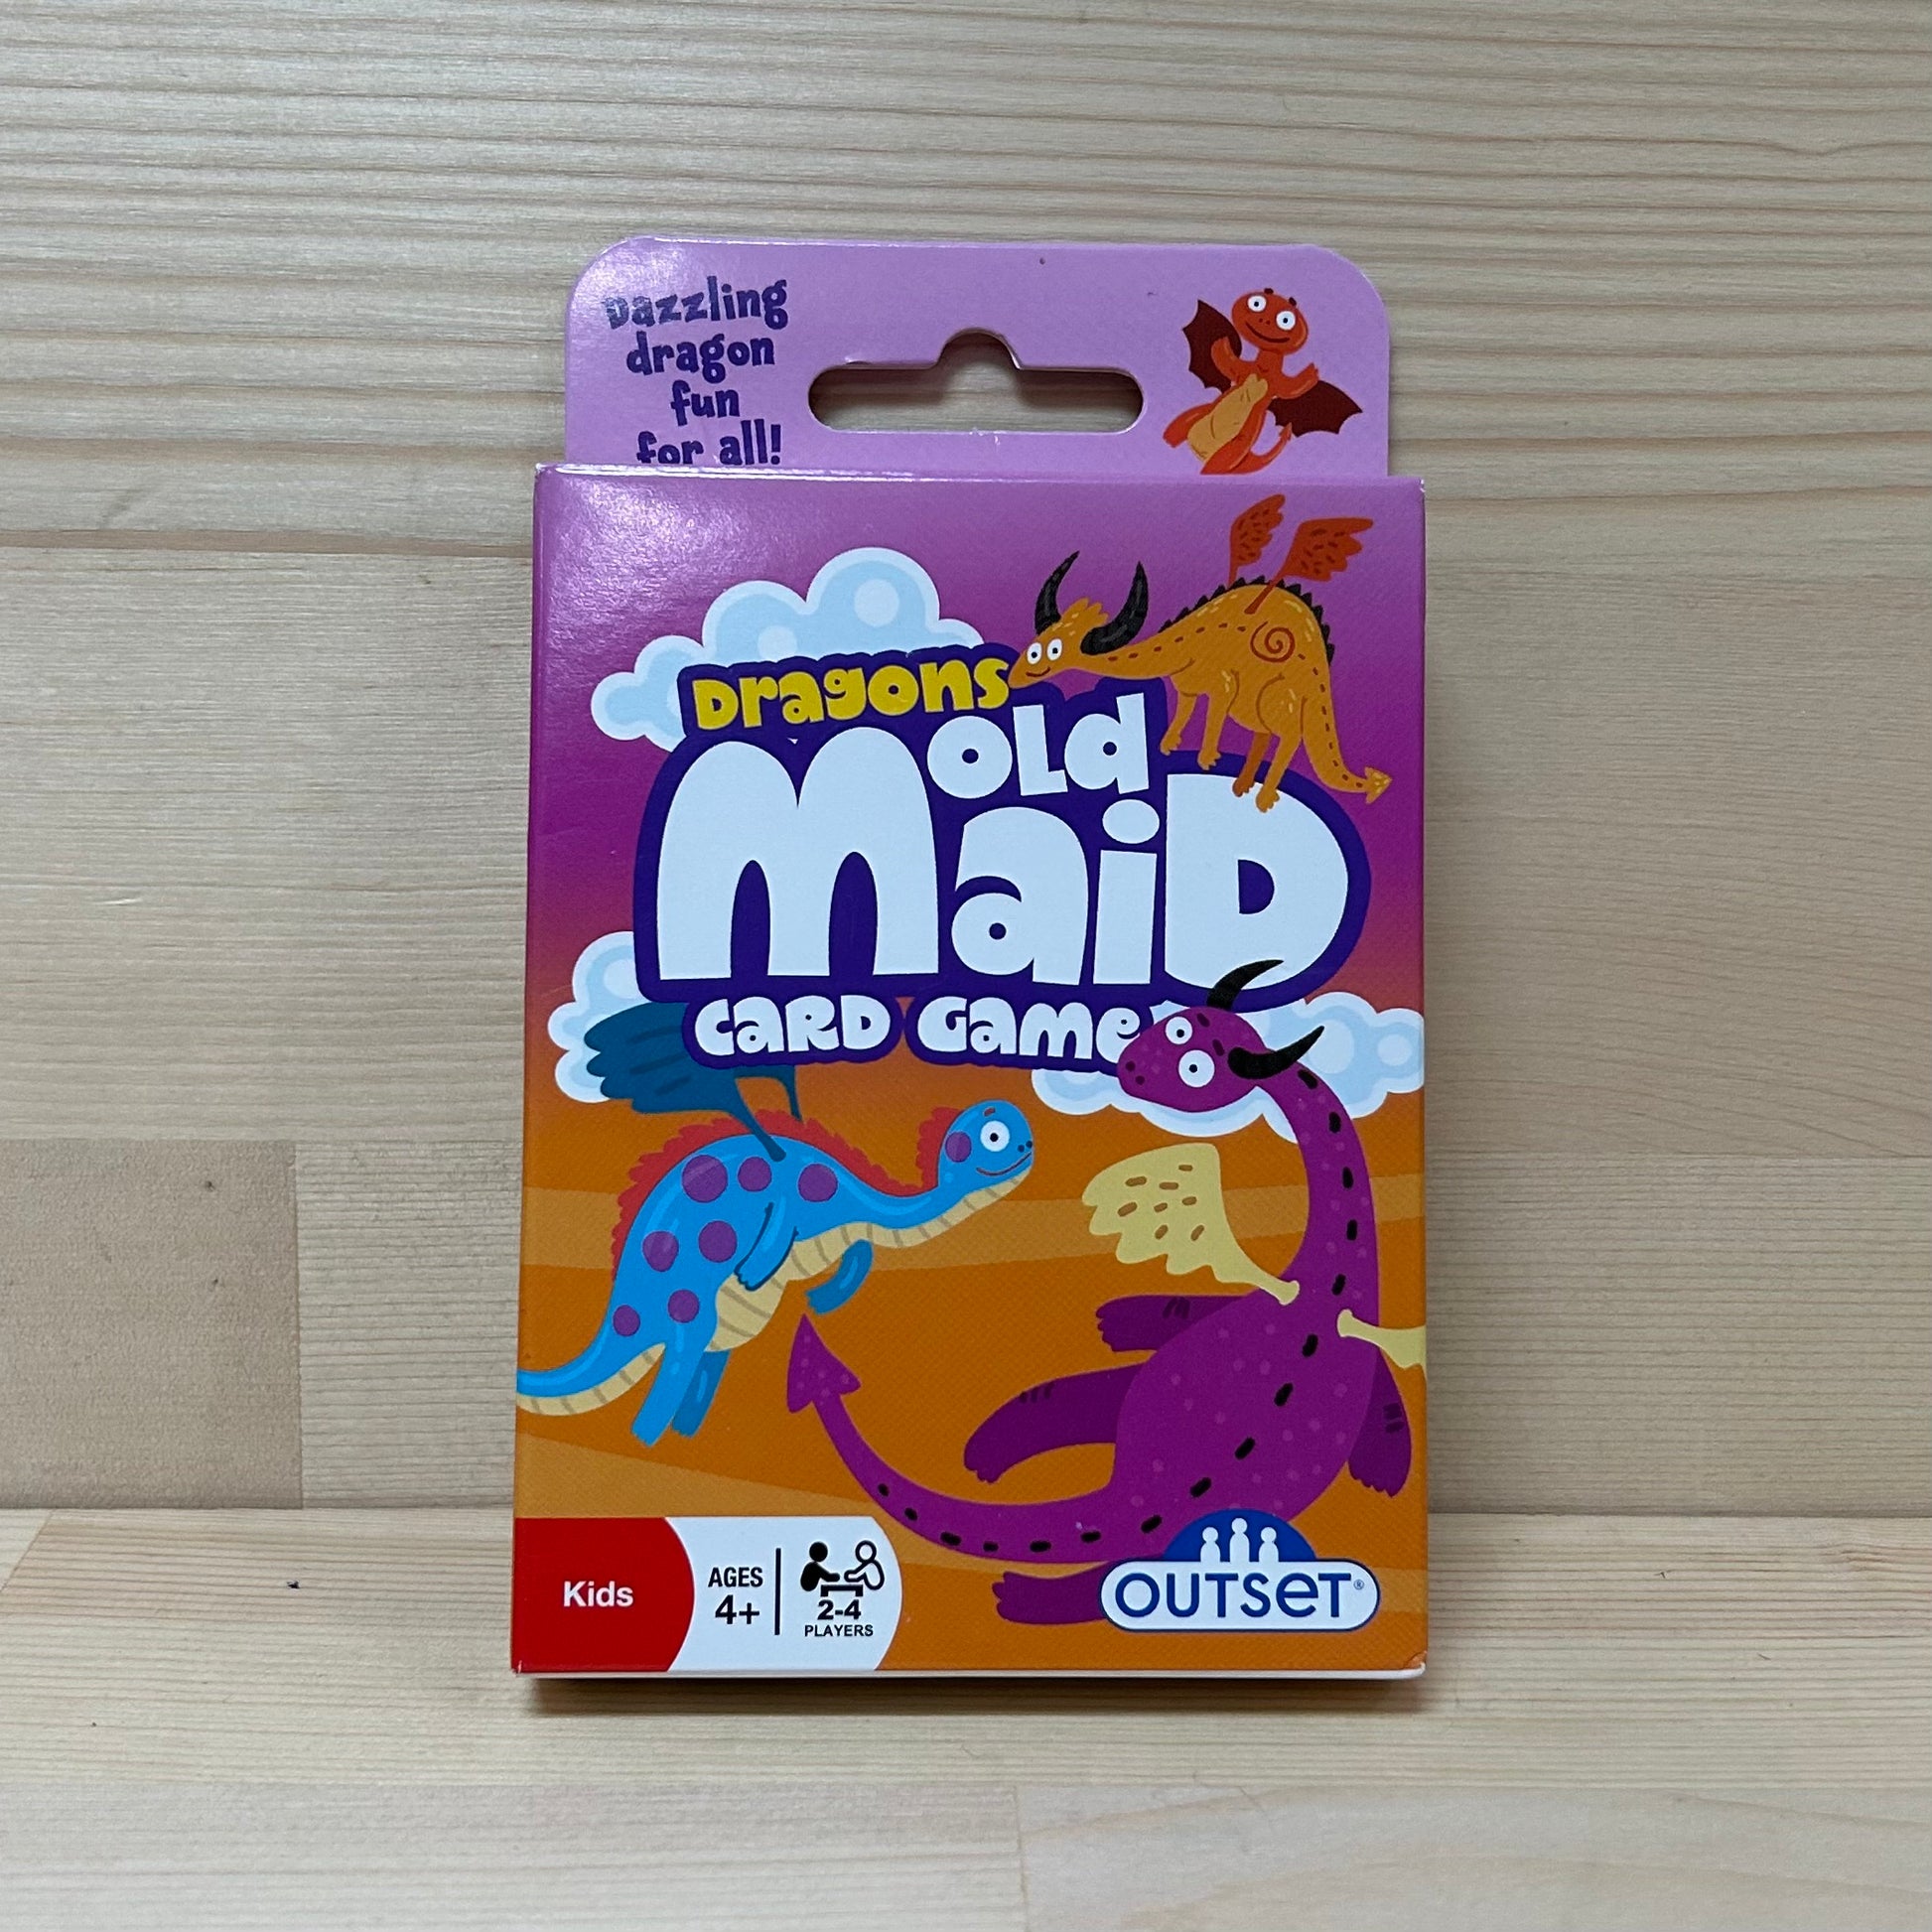 Dazzling
dragon
fun
for all!
Dragons
Old
Maid
Card Game
Kids
AGES
4+
2-4
PLAYERS
OUTSET®